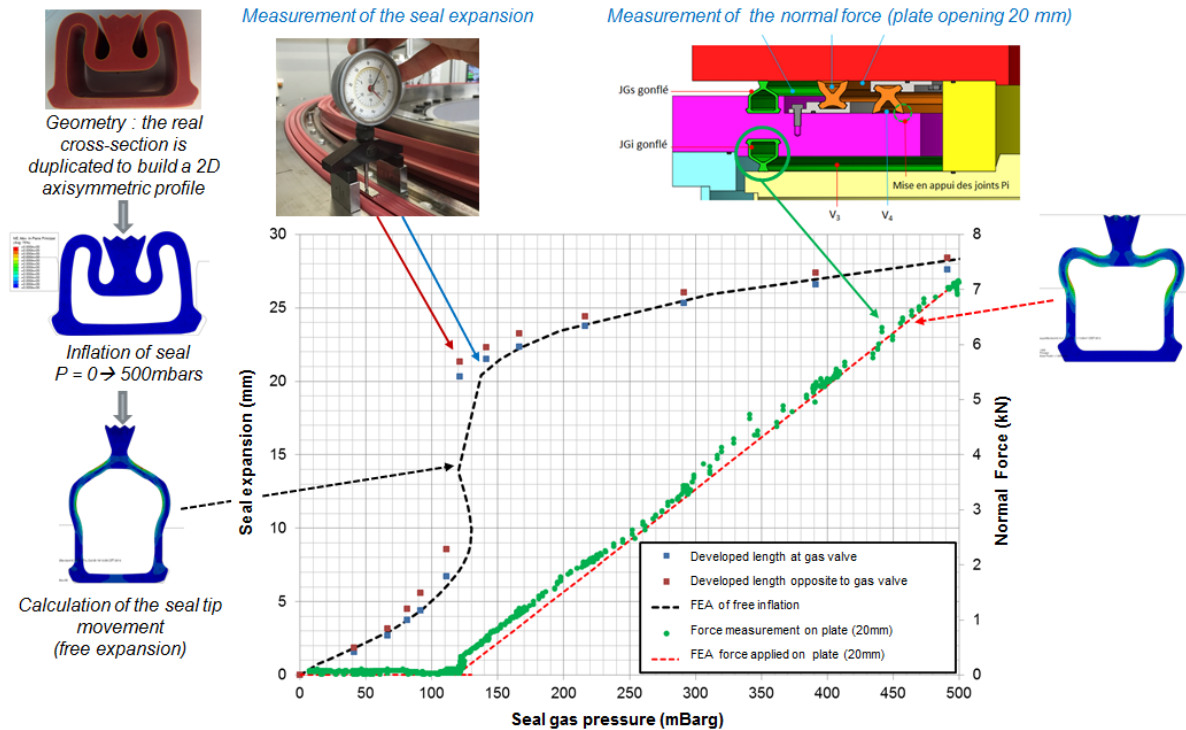 Measurement of the seal expansion
Measurement of  the normal force (plate opening 20 mm)
Geometry : the real
cross-section is
duplicated to build a 2D
axisymmetric profile
JGs gonflé
JGi gonflé
Mise en appui des joints Pi
V3
V4
Inflation of seal
P = 0→ 500mbars
Calculation of the seal tip
movement
(free expansion)
Seal expansion (mm)
30
25
20
15
10
5
0
Normal Force (kN)
8
7
6
5
4
3
2
1
0
0
50
100
150
200
250
300
350
400
450
500
Seal gas pressure (mBarg)
Developed length at gas valve
Developed length opposite to gas valve
FEA of free inflation
Force measurement on plate (20mm)
FEA force applied on  plate (20mm)